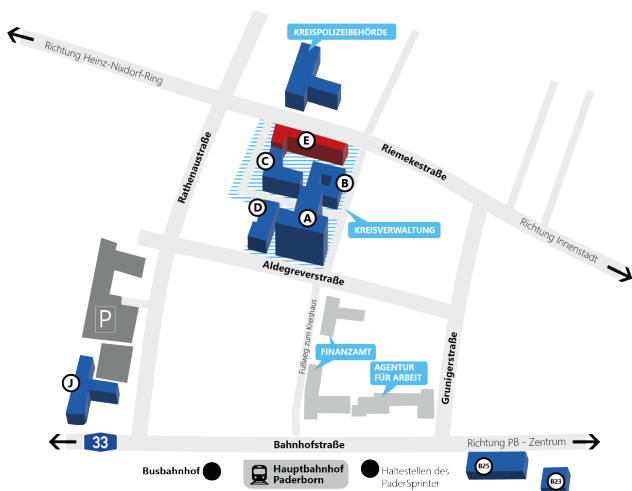 KREISPOLIZEIBEHÖRDE
Richtung Heinz-Nixdorf-Ring
E
Rathenaustraße
Riemekestraße
C
B
D
A
KREISVERWALTUNG
Richtung Innenstadt
Aldegreverstraße
P
Fußweg zum Kreishaus
FINANZAMT
AGENTUR
FÜR ARBEIT
Grunigerstraße
J
33
Bahnhofstraße
Richtung PB - Zentrum
Busbahnhof
Hauptbahnhof
Paderborn
Haltestellen des
PaderSprinter
B25
B23